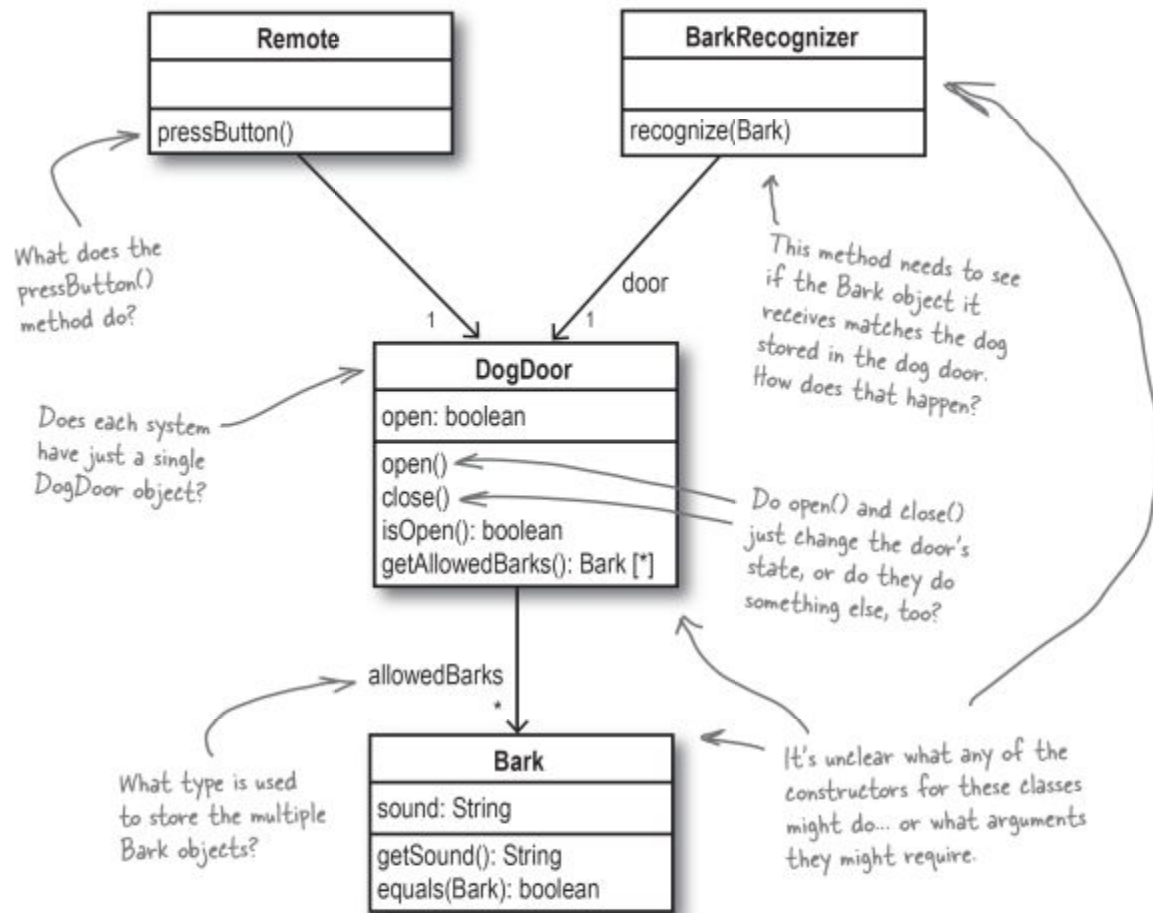 Remote
pressButton()
BarkRecognizer
recognize(Bark)
What does the
pressButton()
method do?
This method needs to see
if the Bark object it
receives matches the dog
stored in the dog door.
How does that happen?
door
1
1
DogDoor
open: boolean
open()
close()
isOpen(): boolean
getAllowedBarks(): Bark [*]
Does each system
have just a single
DogDoor object?
Do open() and close()
just change the door's
state, or do they do
something else, too?
allowedBarks
*
Bark
sound: String
getSound(): String
equals(Bark): boolean
What type is used
to store the multiple
Bark objects?
It's unclear what any of the
constructors for these classes
might do... or what arguments
they might require.